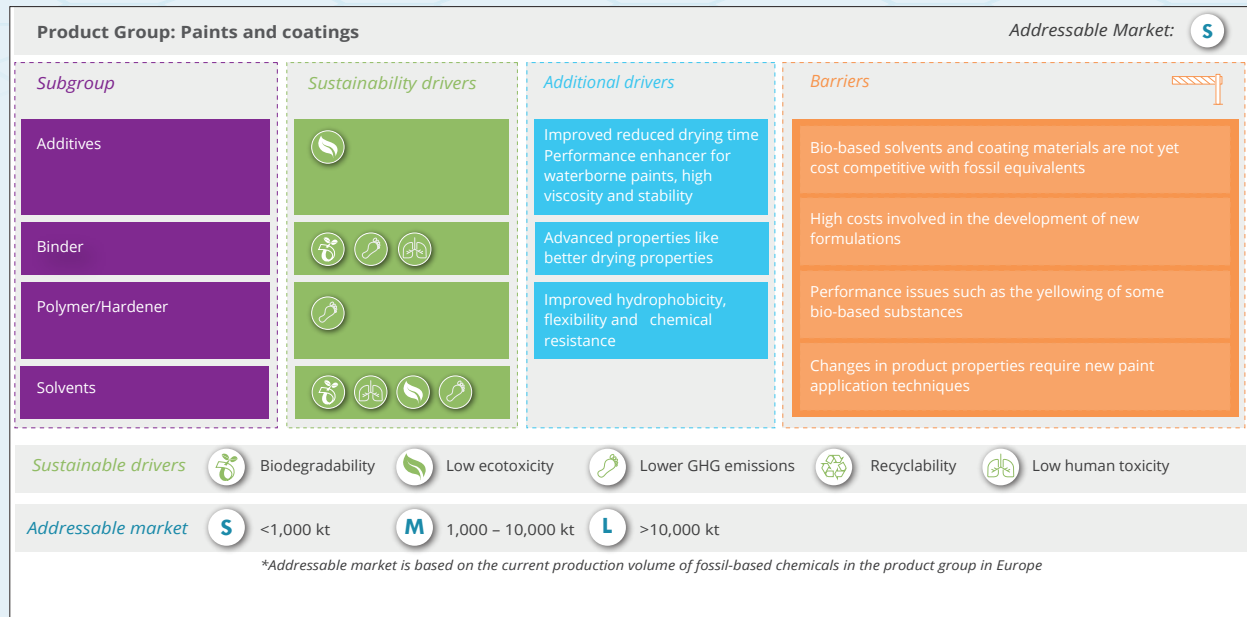 Product Group: Paints and coatings
Addressable Market: S
Subgroup
Sustainability drivers
Additional drivers
Barriers
Additives
Improved reduced drying time
Performance enhancer for
waterborne paints, high
viscosity and stability
Binder
Advanced properties like
better drying properties
Polymer/Hardener
Improved hydrophobicity,
flexibility and chemical
resistance
Solvents
Bio-based solvents and coating materials are not yet
cost competitive with fossil equivalents
High costs involved in the development of new
formulations
Performance issues such as the yellowing of some
bio-based substances
Changes in product properties require new paint
application techniques
Sustainable drivers Biodegradability Low ecotoxicity Lower GHG emissions Recyclability Low human toxicity
Addressable market S <1,000 kt M 1,000 – 10,000 kt L >10,000 kt
*Addressable market is based on the current production volume of fossil-based chemicals in the product group in Europe